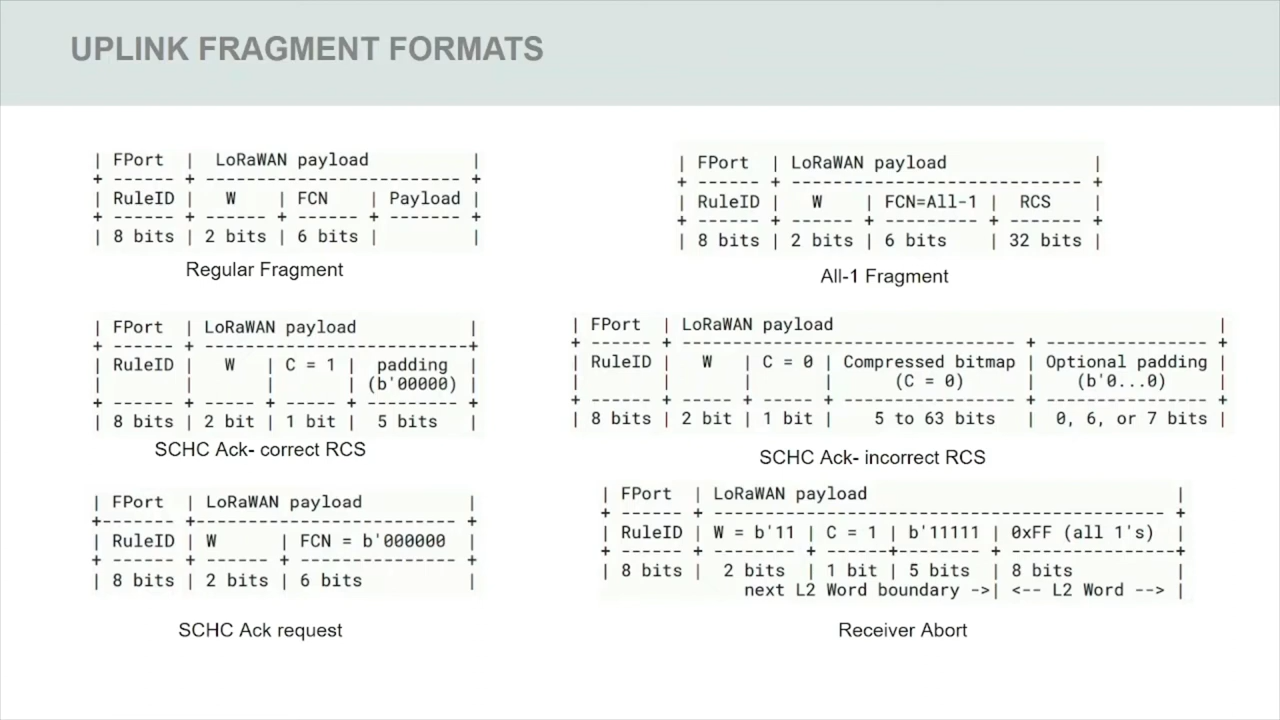 UPLINK FRAGMENT FORMATS
| FPort | LoRaWAN payload |
+ ------ + ------------------------- +
| RuleID | W | FCN | Payload |
+ ------ + ------ + ------ + ------- +
| 8 bits | 2 bits | 6 bits | |
Regular Fragment
| FPort | LoRaWAN payload |
+ ------ + ---------------------------- +
| RuleID | W | FCN=All-1 | RCS |
+ ------ + ------ + --------- + ------- +
| 8 bits | 2 bits | 6 bits | 32 bits |
All-1 Fragment
| FPort | LoRaWAN payload |
+ ------ + --------------------------+
| RuleID | W | C = 1 | padding |
| | | | (b'00000) |
+ ------ + ----- + ----- + --------- +
| 8 bits | 2 bit | 1 bit | 5 bits |
SCHC Ack- correct RCS
| FPort | LoRaWAN payload |
+ ------ + --------------------------------- + ---------------- +
| RuleID | W | C = 0 | Compressed bitmap | Optional padding |
| | | | (C = 0) | (b'0...0) |
+ ------ + ----- + ----- + ----------------- + ---------------- +
| 8 bits | 2 bit | 1 bit | 5 to 63 bits | 0, 6, or 7 bits |
SCHC Ack- incorrect RCS
| FPort | LoRaWAN payload |
+------- +------------------------- +
| RuleID | W | FCN = b'000000 |
+ ------ + ------ + --------------- +
| 8 bits | 2 bits | 6 bits |
SCHC Ack request
| FPort | LoRaWAN payload |
+ ------ + -------------------------------------------- +
| RuleID | W = b'11 | C = 1 | b'11111 | 0xFF (all 1's) |
+ ------ + -------- + ------+-------- + ----------------+
| 8 bits | 2 bits | 1 bit | 5 bits | 8 bits |
next L2 Word boundary ->| <-- L2 Word --> |
Receiver Abort